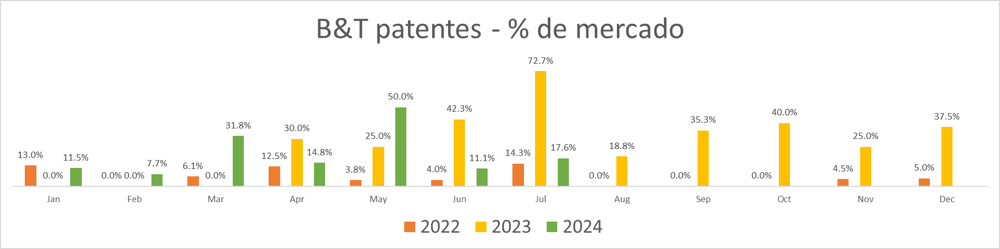 B&T patentes - % de mercado
13.0% 0.0% 11.5% 0.0% 0.0% 7.7% 6.1% 0.0% 31.8% 12.5% 30.0% 14.8% 3.8% 25.0% 50.0% 4.0% 42.3% 11.1% 14.3% 72.7% 17.6% 0.0% 18.8% 0.0% 35.3% 0.0% 40.0% 4.5% 25.0% 5.0% 37.5%
Jan Feb Mar Apr May Jun Jul Aug Sep Oct Nov Dec
2022 2023 2024